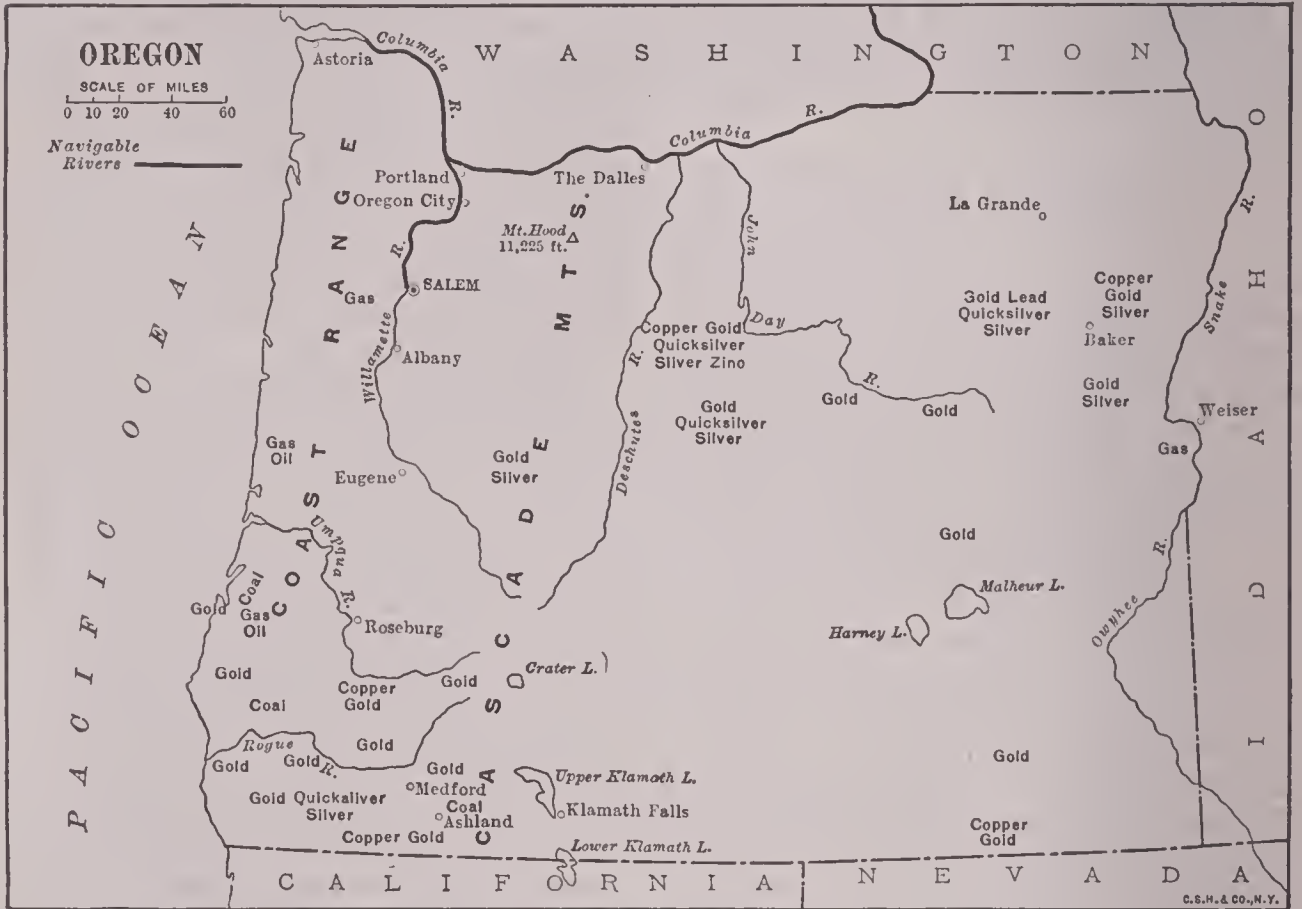 OREGON
SCALE OF MILES
0 10 20 40 60
Navigable
Rivers
WASHINGTON
Columbia
R.
Astoria
Columbia
R.
Portland
Oregon City
The Dalles
Mt. Hood
11,225 ft.
La Grande
John
Day
R.
SALEM
Gas
R.
Willamette
Albany
Copper Gold
Quicksilver
Silver Zino
Gold Lead
Quicksilver
Silver
Copper
Gold
Silver
Baker
Gold
Silver
Snake
R.
Weiser
Gas
Gold
Gold
Gold
Quicksilver
Silver
R.
Deschutes
Gas
Oil
Eugene
Gold
Silver
COAST RANGE
CASCADE MTS.
PACIFIC OCEAN
IDAHO
Umpqua
R.
Coal
Gold
Gas
Oil
Roseburg
Gold
Malheur L.
Harney L.
R.
Owyhee
Crater L.
Gold
Coal
Copper
Gold
Gold
Rogue
R.
Gold
Gold
Gold
Gold
Gold
Upper Klamath L.
Medford
Gold Quicksilver
Silver
Coal
Ashland
Klamath Falls
Copper Gold
Copper
Gold
Lower Klamath L.
CALIFORNIA
NEVADA
C.S.H. & CO., N.Y.